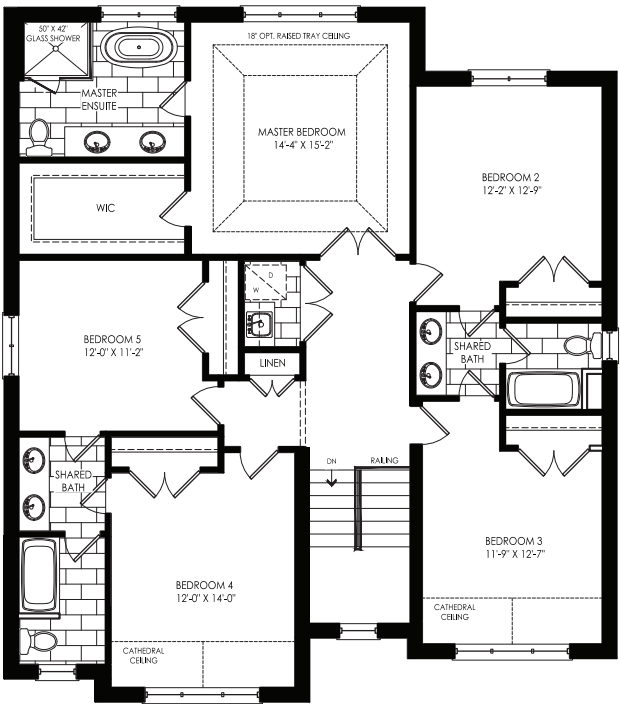 50" X 42"
GLASS SHOWER
18" OPT. RAISED TRAY CEILING
MASTER
ENSUITE
MASTER BEDROOM
14'-4" X 15'-2"
BEDROOM 2
12'-2" X 12'-9"
WIC
D
W
BEDROOM 5
12'-0" X 11'-2"
LINEN
SHARED
BATH
SHARED
BATH
DN
RAILING
BEDROOM 3
11'-9" X 12'-7"
BEDROOM 4
12'-0" X 14'-0"
CATHEDRAL
CEILING
CATHEDRAL
CEILING